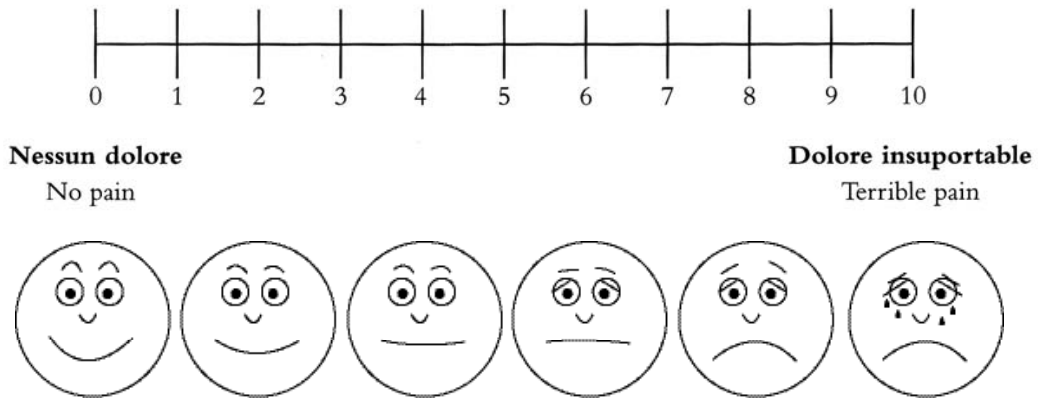 0 1 2 3 4 5 6 7 8 9 10
Nessun dolore Dolore insuportable
No pain Terrible pain